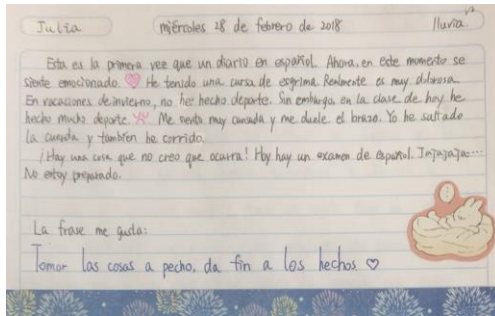 Julia miércoles 28 de febrero de 2018 lluvia
Esta es la primera vez que un diario en español. Ahora, en este momento se
siente emocionado. He tenido una cursa de esgrima. Realmente es muy dolorosa.
En vacaciones de invierno, no he hecho deporte. Sin embargo, en la clase de hoy he
hecho mucho deporte. Me siento muy cansada y me duele el brazo. Yo he saltado
la cuerda y también he corrido.
¡Hay una cosa que no creo que ocurra! Hoy hay un examen de español. Jajajaja...
No estoy preparado.
La frase me gusta:
Tomar las cosas a pecho, da fin a los hechos